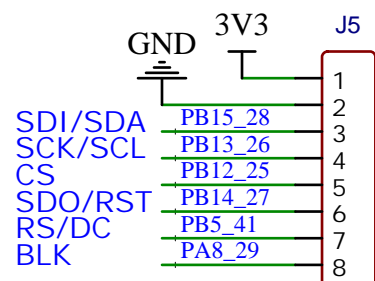 3V3 J5
GND
1
2
SDI/SDA PB15_28 3
SCK/SCL PB13_26 4
CS PB12_25 5
SDO/RST PB14_27 6
RS/DC PB5_41 7
BLK PA8_29 8